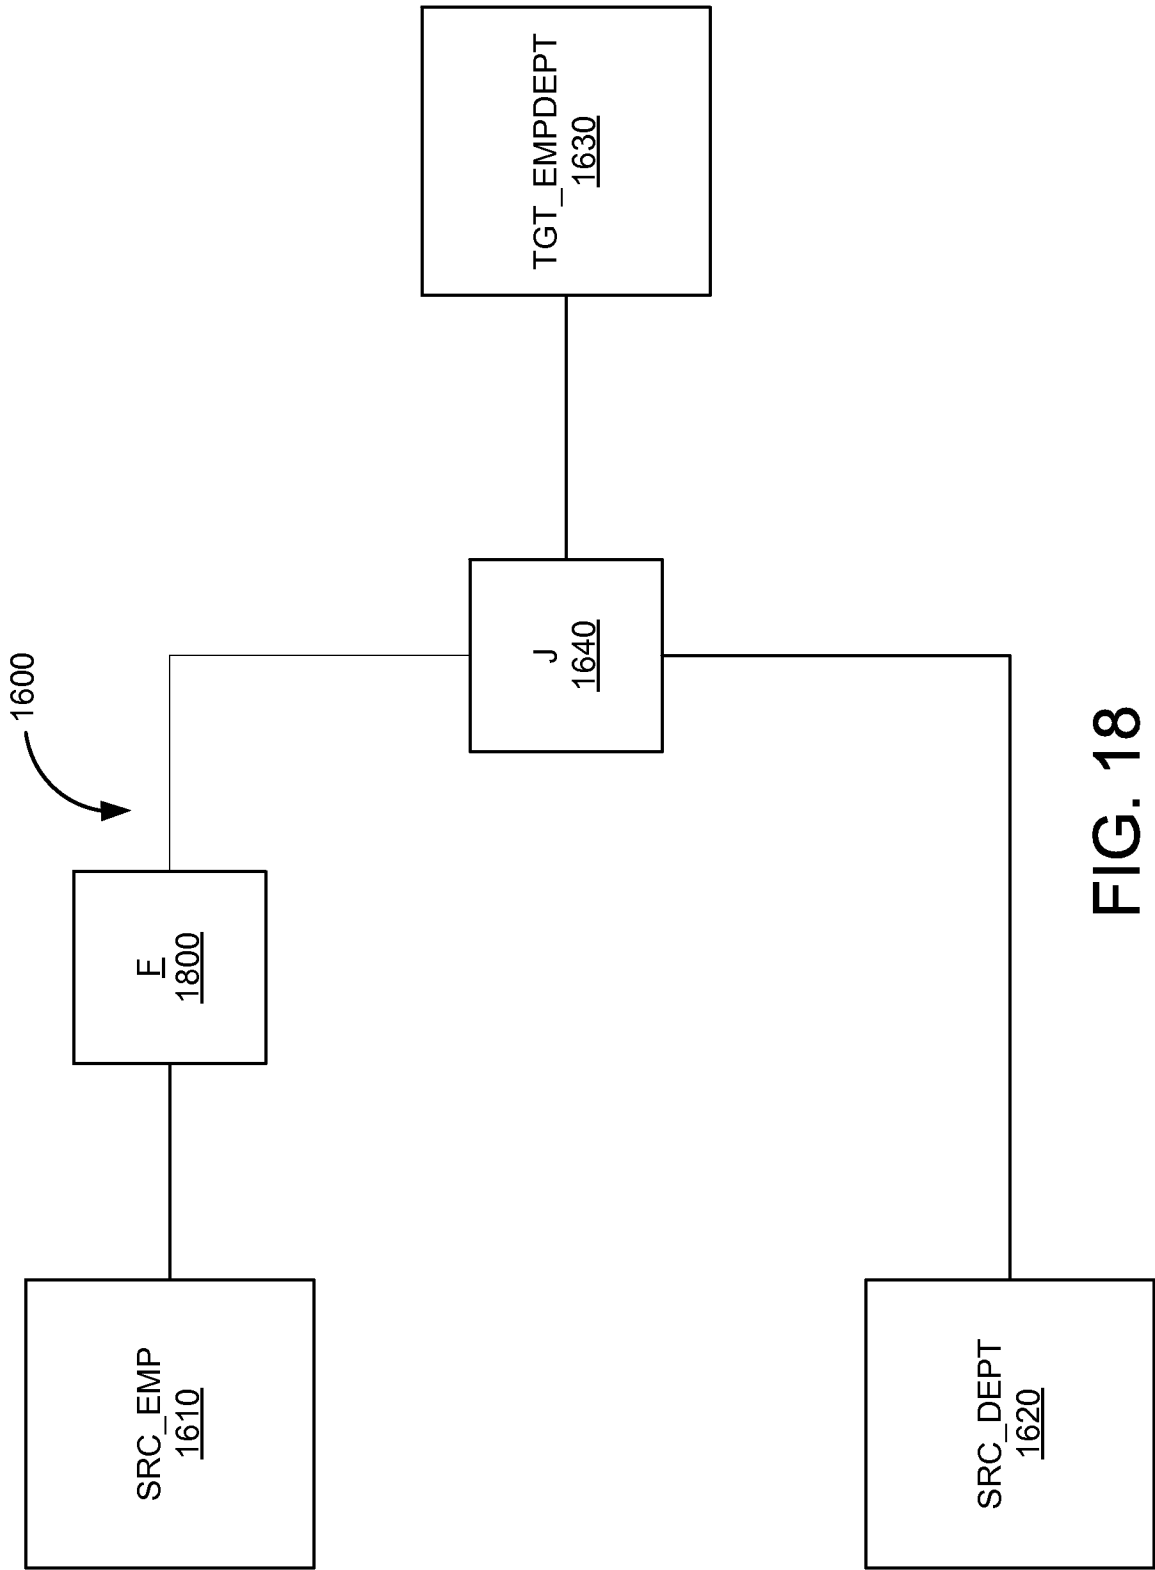 1600
SRC_EMP
1610
F
1800
J
1640
TGT_EMPDEPT
1630
SRC_DEPT
1620
FIG. 18